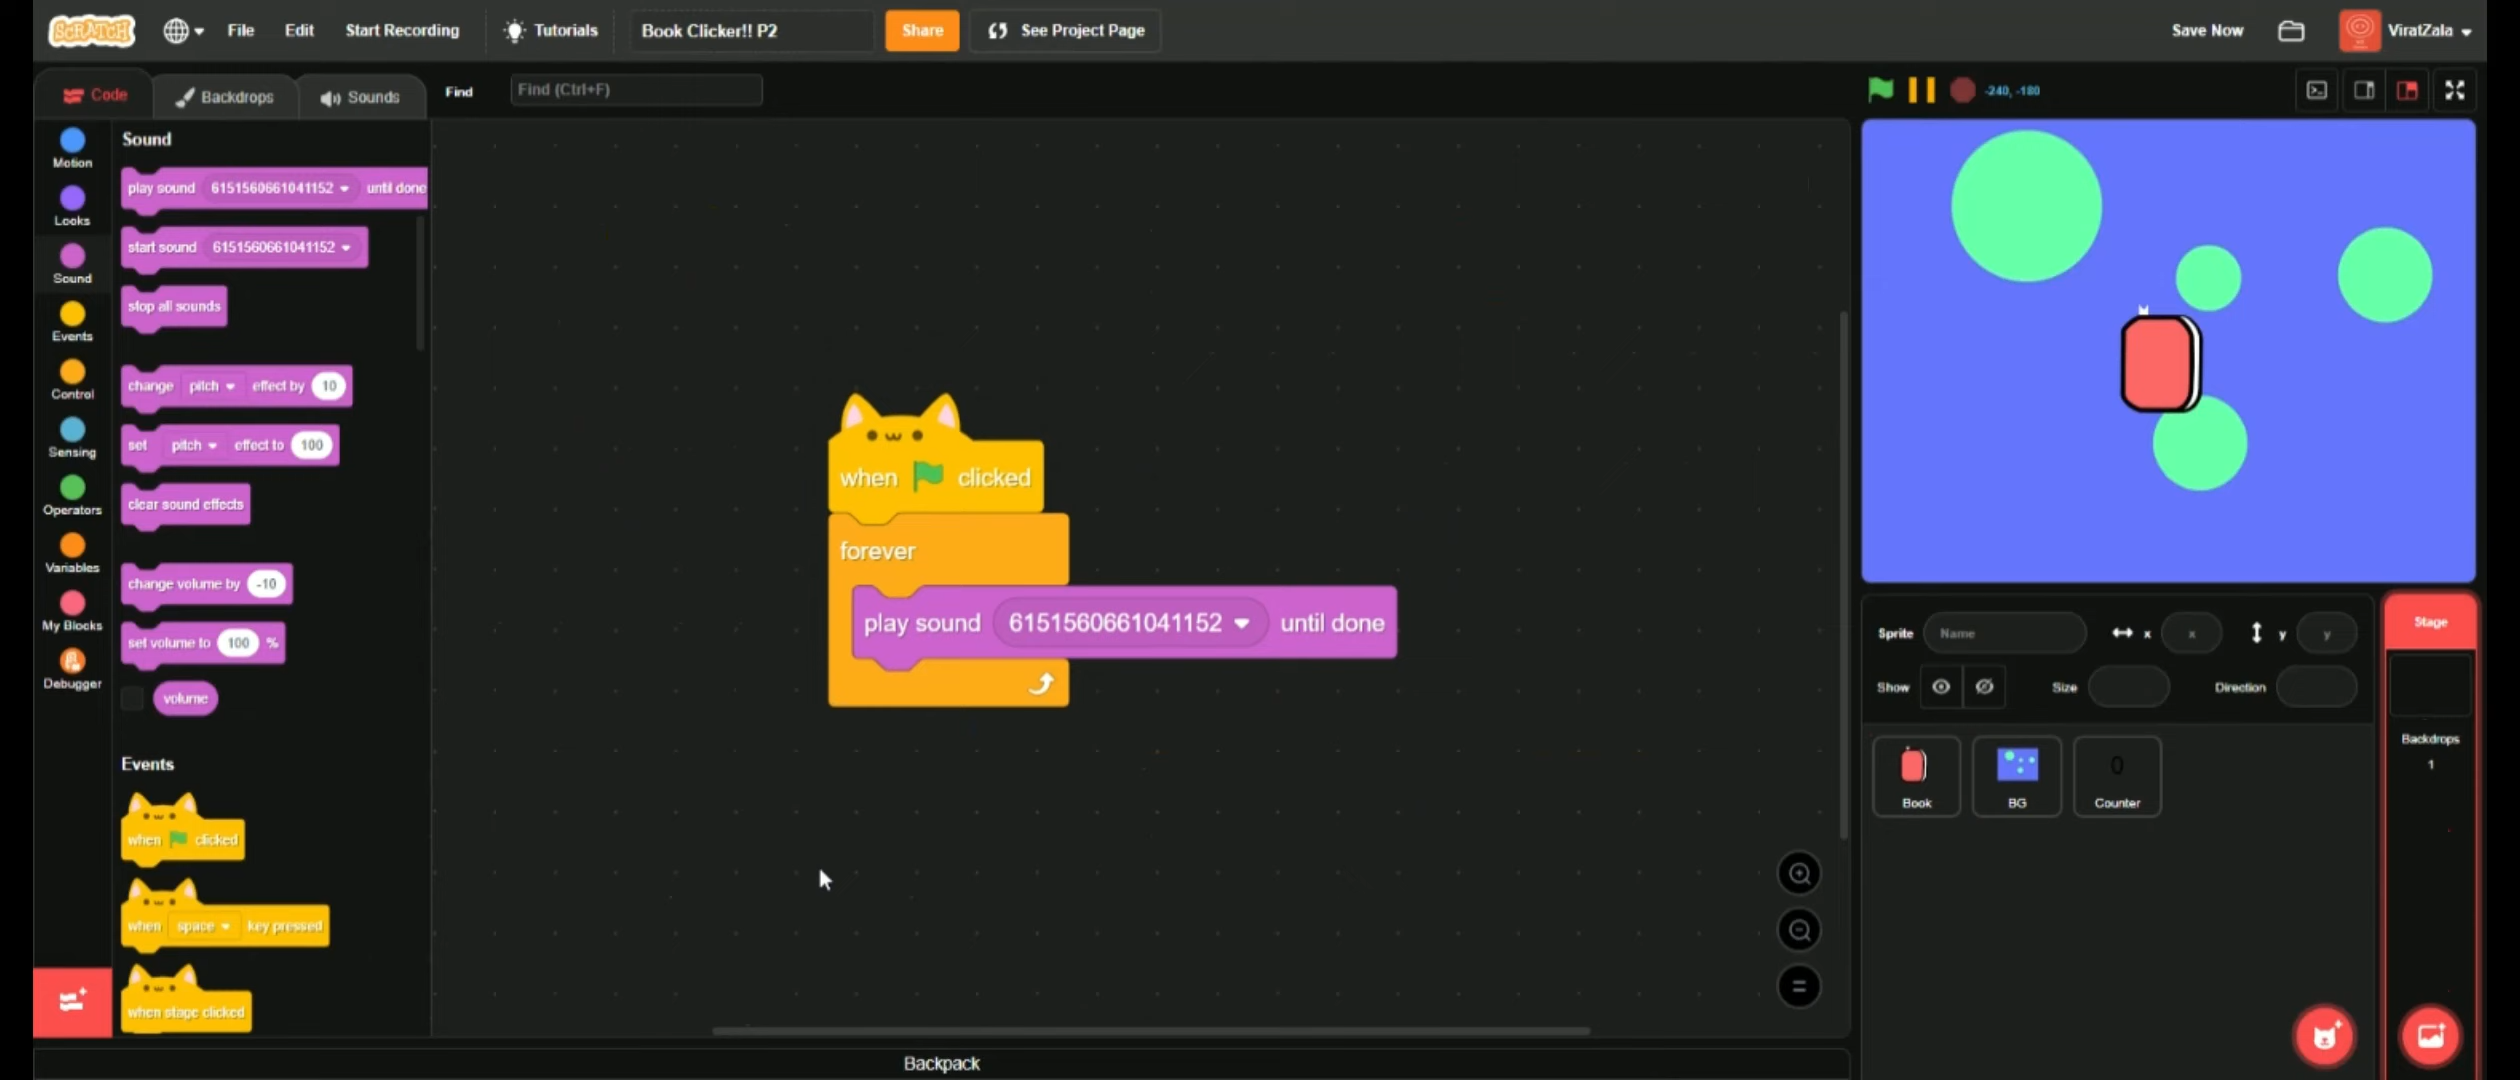 SCRATCH File Edit Start Recording Tutorials Book Clicker!! P2 Share See Project Page Save Now ViratZala
Code Backdrops Sounds Find Find (Ctrl+F) -240, -180
Motion
Looks
Sound
Events
Control
Sensing
Operators
Variables
My Blocks
Debugger
Sound
play sound 6151560661041152 until done
start sound 6151560661041152
stop all sounds
change pitch effect by 10
set pitch effect to 100
clear sound effects
change volume by -10
set volume to 100 %
volume
Events
when clicked
when space key pressed
when stage clicked
when clicked
forever
play sound 6151560661041152 until done
Sprite Name x x y y
Show Size Direction
Book BG 0 Counter
Stage
Backdrops
1
Backpack